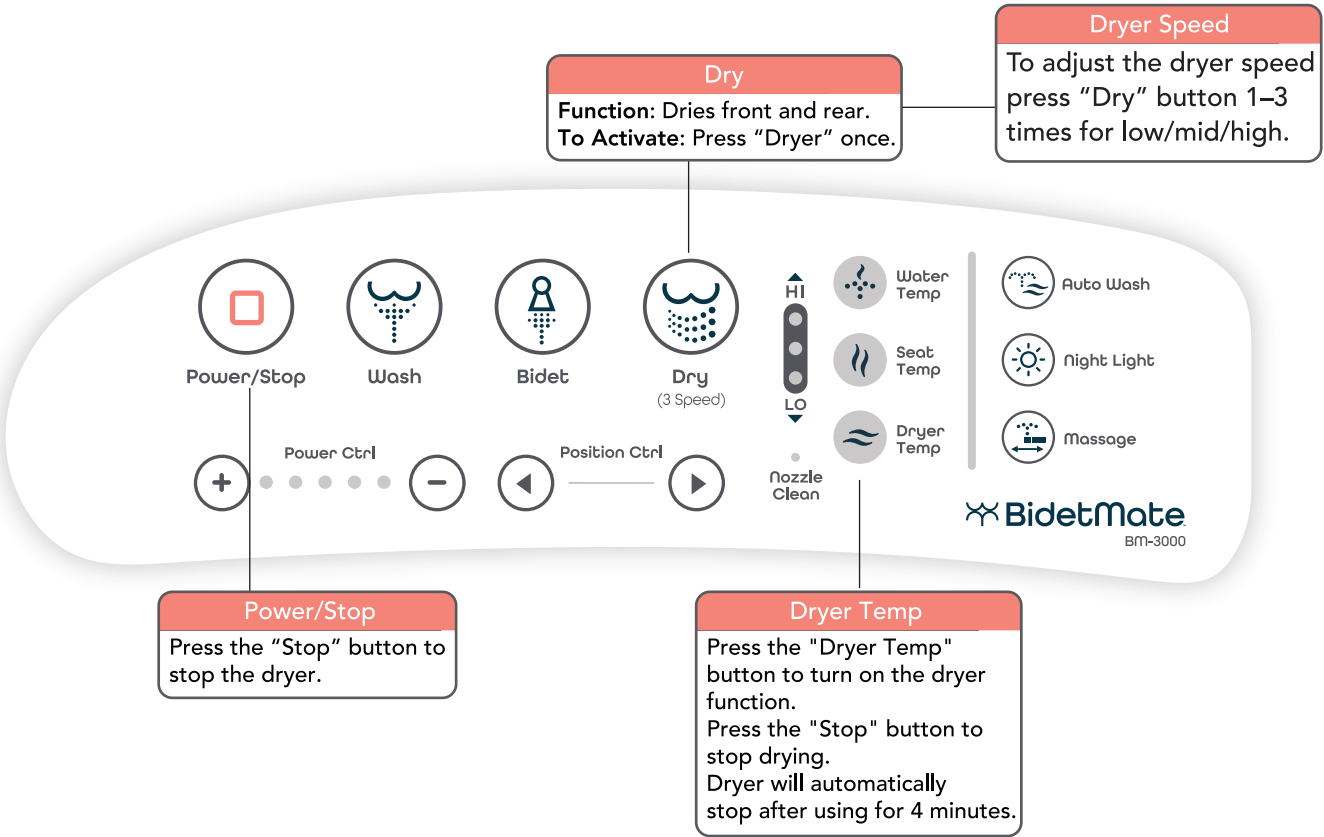 Dryer Speed
To adjust the dryer speed
press “Dry” button 1–3
times for low/mid/high.
Dry
Function: Dries front and rear.
To Activate: Press “Dryer” once.
Power/Stop
Wash
Bidet
Dry
(3 Speed)
HI
LO
Nozzle
Clean
Water
Temp
Seat
Temp
Dryer
Temp
Auto Wash
Night Light
Massage
+
Power Ctrl
−
Position Ctrl
BidetMate
BM-3000
Power/Stop
Press the “Stop” button to
stop the dryer.
Dryer Temp
Press the "Dryer Temp"
button to turn on the dryer
function.
Press the "Stop" button to
stop drying.
Dryer will automatically
stop after using for 4 minutes.